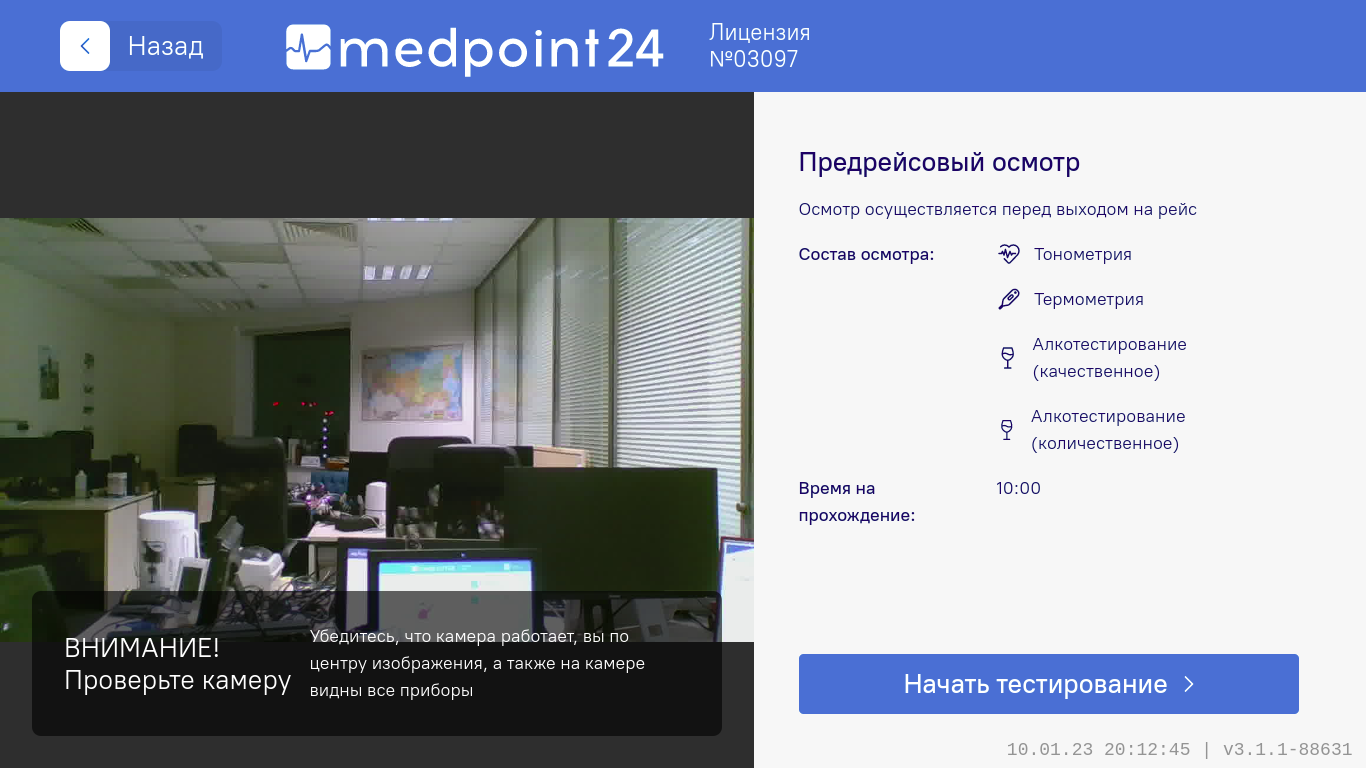 Назад
medpoint24
Лицензия
№03097
Предрейсовый осмотр
Осмотр осуществляется перед выходом на рейс
Состав осмотра:
Тонометрия
Термометрия
Алкотестирование
(качественное)
Алкотестирование
(количественное)
Время на
прохождение:
10:00
ВНИМАНИЕ!
Проверьте камеру
Убедитесь, что камера работает, вы по
центру изображения, а также на камере
видны все приборы
Начать тестирование
10.01.23 20:12:45 | v3.1.1-88631